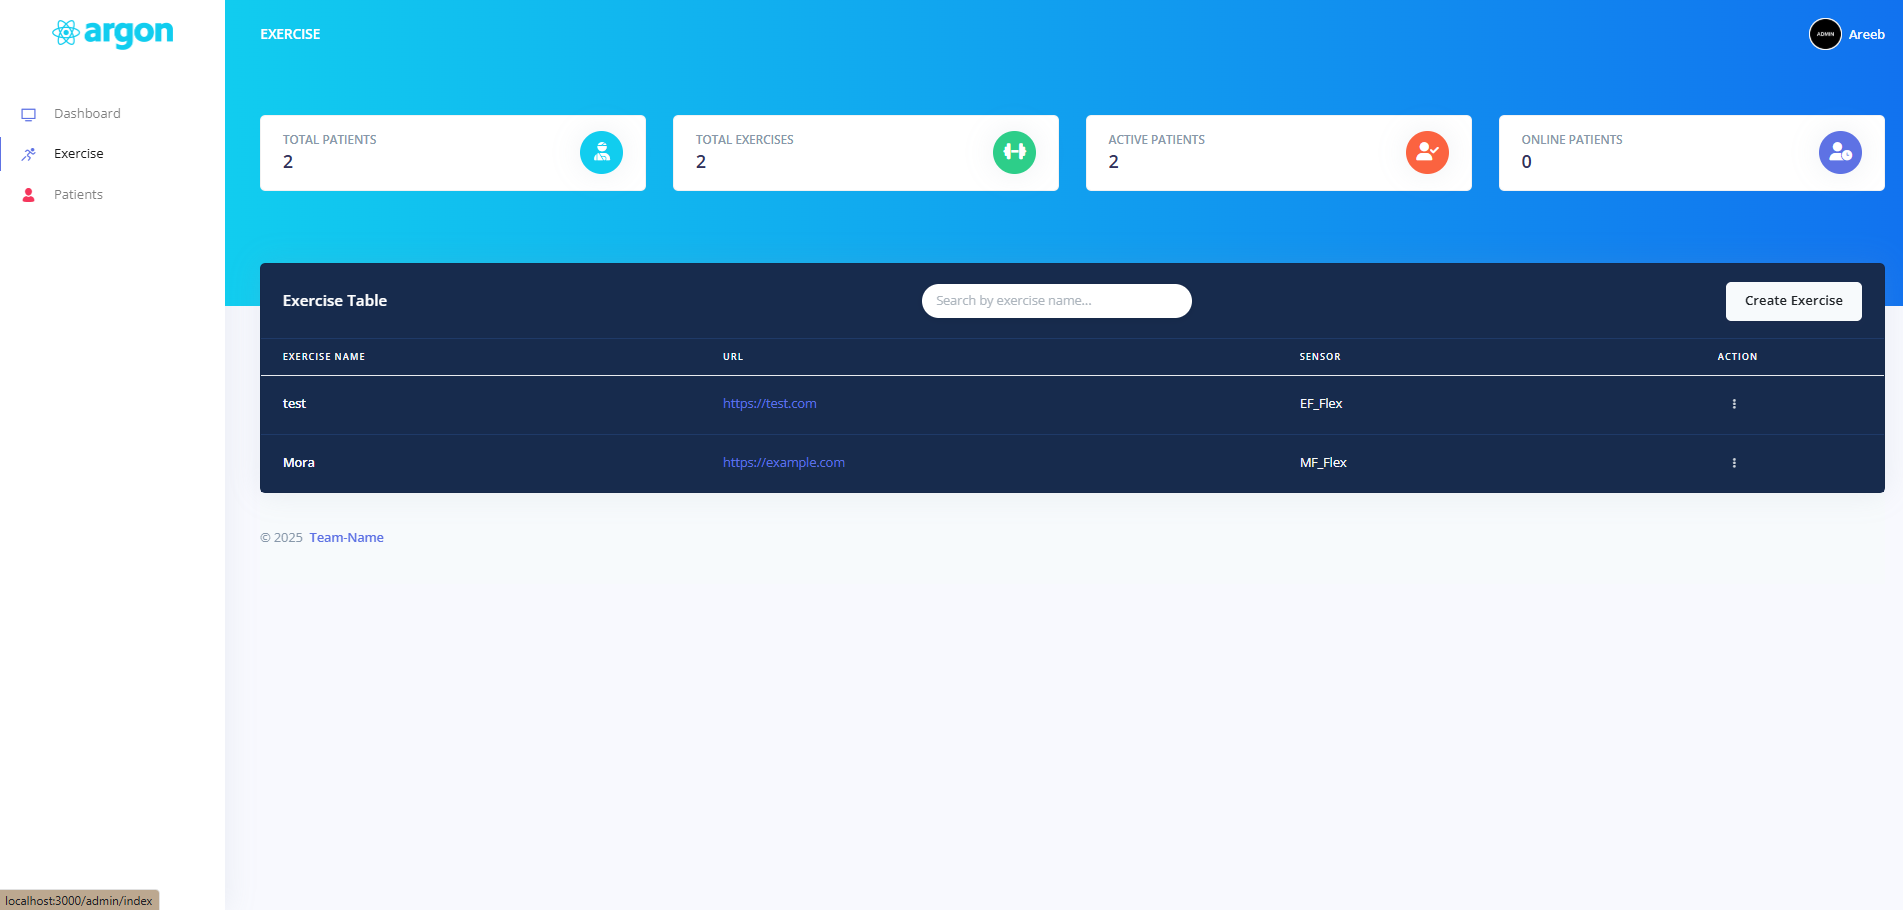 argon
EXERCISE
ADMIN
Areeb
Dashboard
Exercise
Patients
TOTAL PATIENTS
2
TOTAL EXERCISES
2
ACTIVE PATIENTS
2
ONLINE PATIENTS
0
Exercise Table
Search by exercise name...
Create Exercise
EXERCISE NAME URL SENSOR ACTION
test https://test.com EF_Flex
Mora https://example.com MF_Flex
© 2025 Team-Name
localhost:3000/admin/index